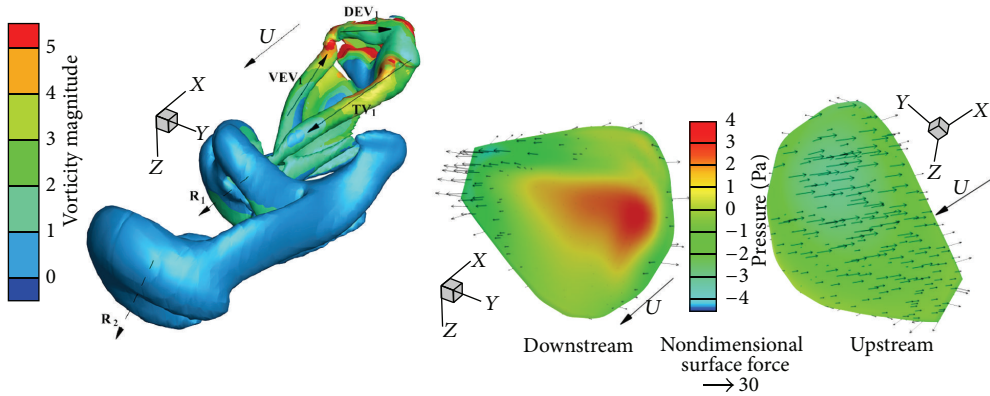 Vorticity magnitude
5
4
3
2
1
0
U
DEV1
VEV1
TV1
X
Y
Z
R1
R2
X
Y
Z
U
Downstream
Pressure (Pa)
4
3
2
1
0
−1
−2
−3
−4
Nondimensional
surface force
30
Y
X
Z
U
Upstream